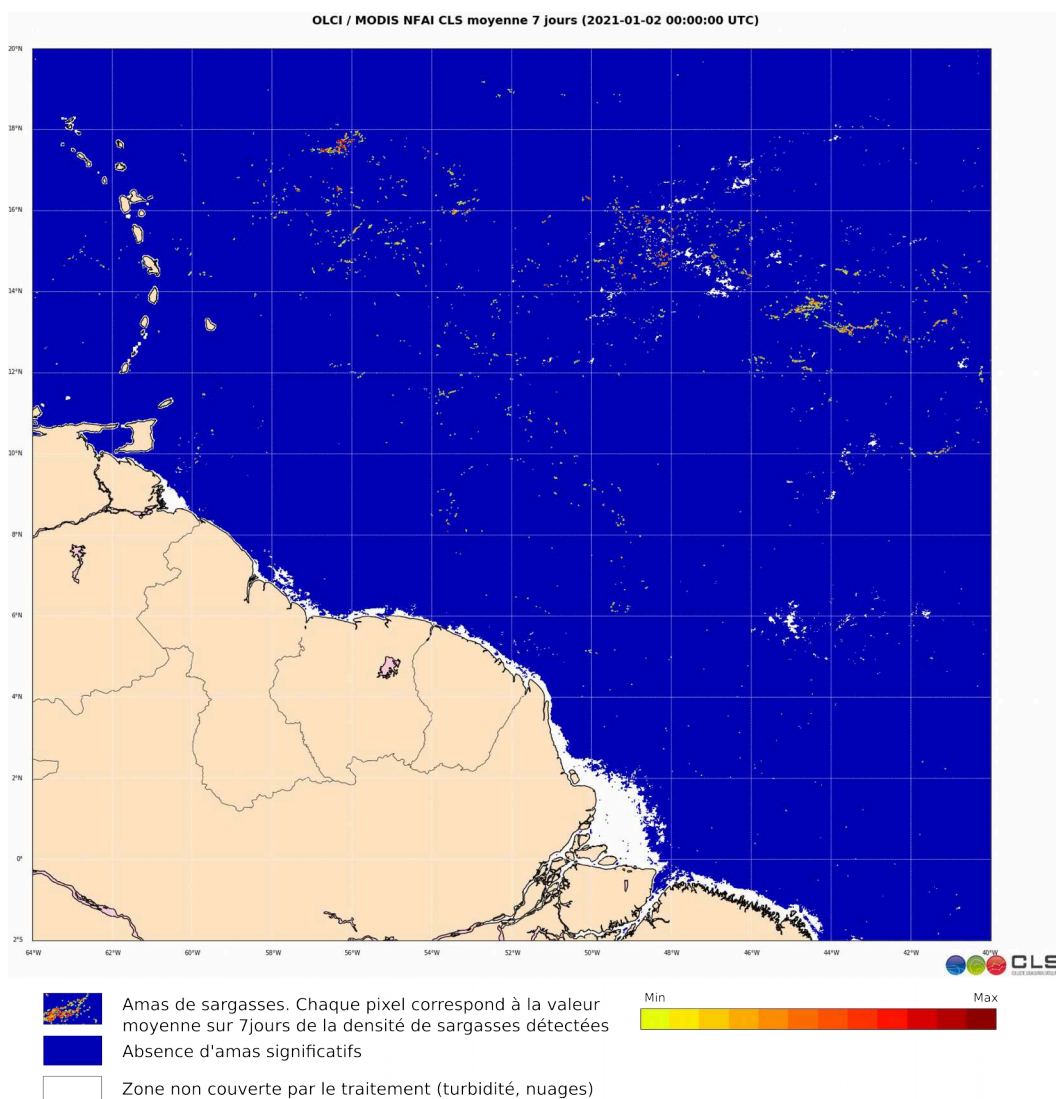 OLCI / MODIS NFAI CLS moyenne 7 jours (2021-01-02 00:00:00 UTC)
20°N
18°N
16°N
14°N
12°N
10°N
8°N
6°N
4°N
2°N
0°
2°S
64°W 62°W 60°W 58°W 56°W 54°W 52°W 50°W 48°W 46°W 44°W 42°W 40°W
CLS
Amas de sargasses. Chaque pixel correspond à la valeur
moyenne sur 7jours de la densité de sargasses détectées
Min Max
Absence d'amas significatifs
Zone non couverte par le traitement (turbidité, nuages)